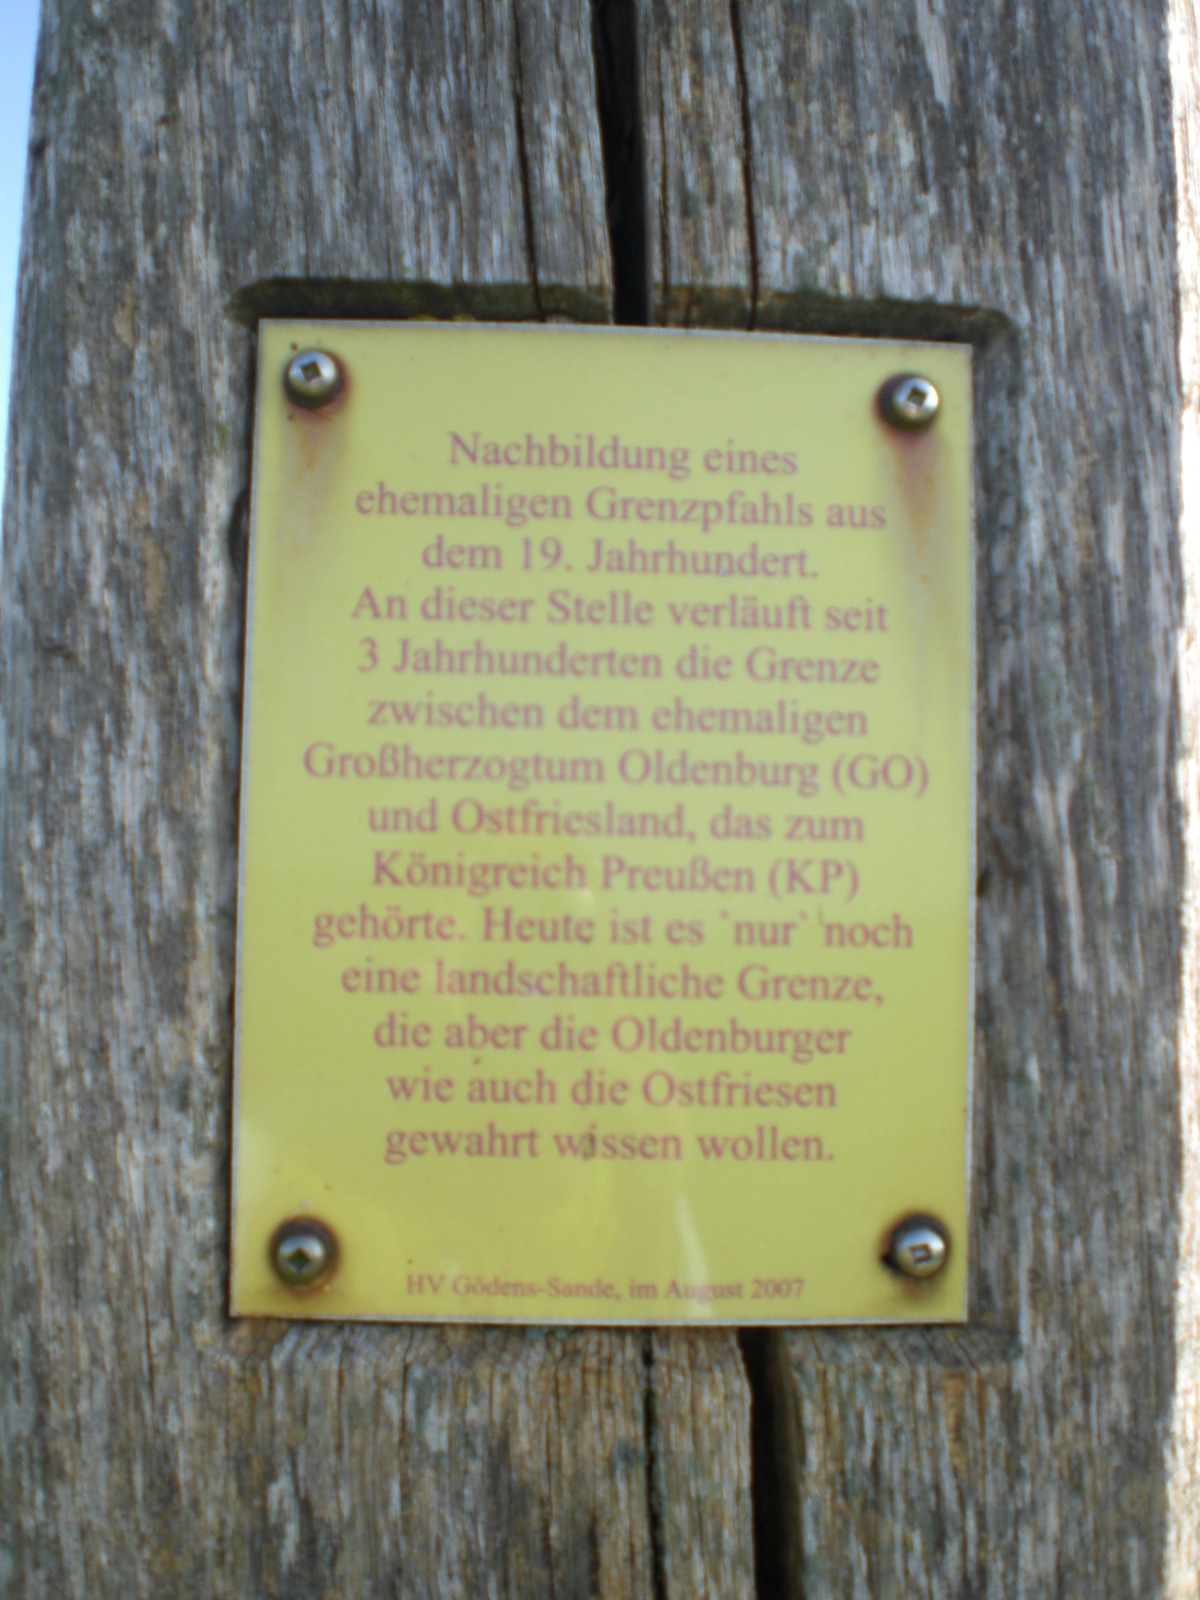 Nachbildung eines
ehemaligen Grenzpfahls aus
dem 19. Jahrhundert.
An dieser Stelle verläuft seit
3 Jahrhunderten die Grenze
zwischen dem ehemaligen
Großherzogtum Oldenburg (GO)
und Ostfriesland, das zum
Königreich Preußen (KP)
gehörte. Heute ist es `nur` noch
eine landschaftliche Grenze,
die aber die Oldenburger
wie auch die Ostfriesen
gewahrt wissen wollen.
HV Gödens-Sande, im August 2007